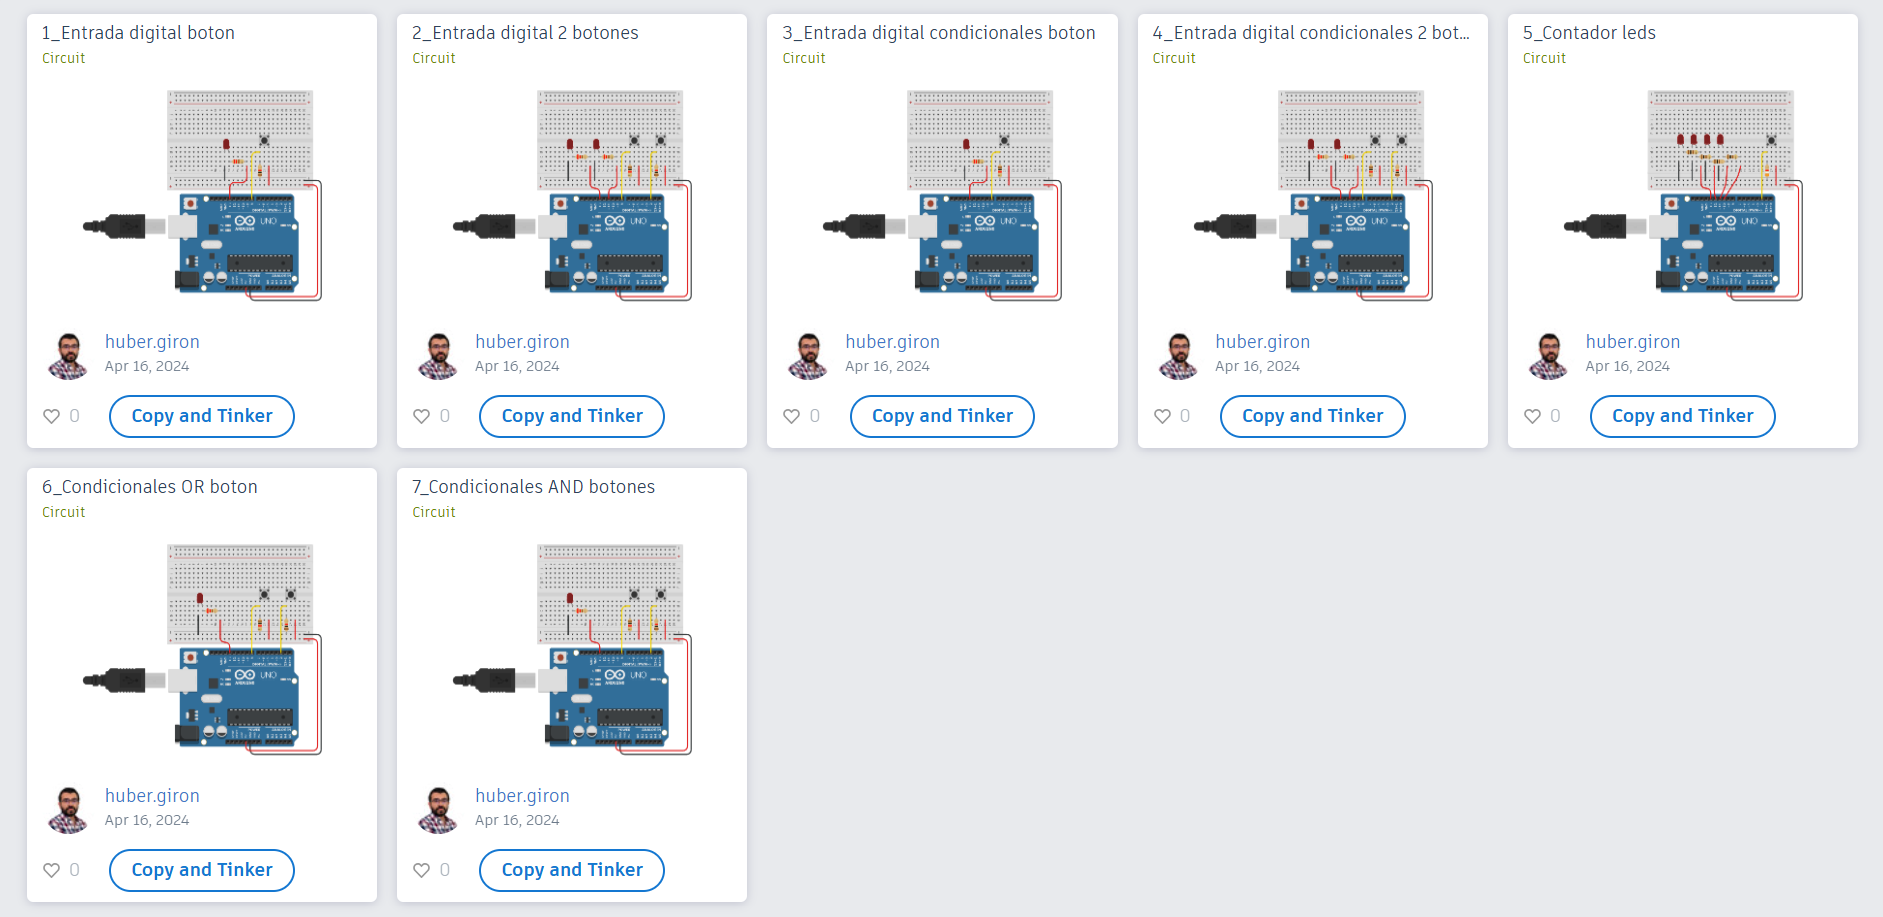 1_Entrada digital boton
Circuit
UNO
huber.giron
Apr 16, 2024
0
Copy and Tinker
2_Entrada digital 2 botones
Circuit
UNO
huber.giron
Apr 16, 2024
0
Copy and Tinker
3_Entrada digital condicionales boton
Circuit
UNO
huber.giron
Apr 16, 2024
0
Copy and Tinker
4_Entrada digital condicionales 2 bot...
Circuit
UNO
huber.giron
Apr 16, 2024
0
Copy and Tinker
5_Contador leds
Circuit
UNO
huber.giron
Apr 16, 2024
0
Copy and Tinker
6_Condicionales OR boton
Circuit
UNO
huber.giron
Apr 16, 2024
0
Copy and Tinker
7_Condicionales AND botones
Circuit
UNO
huber.giron
Apr 16, 2024
0
Copy and Tinker